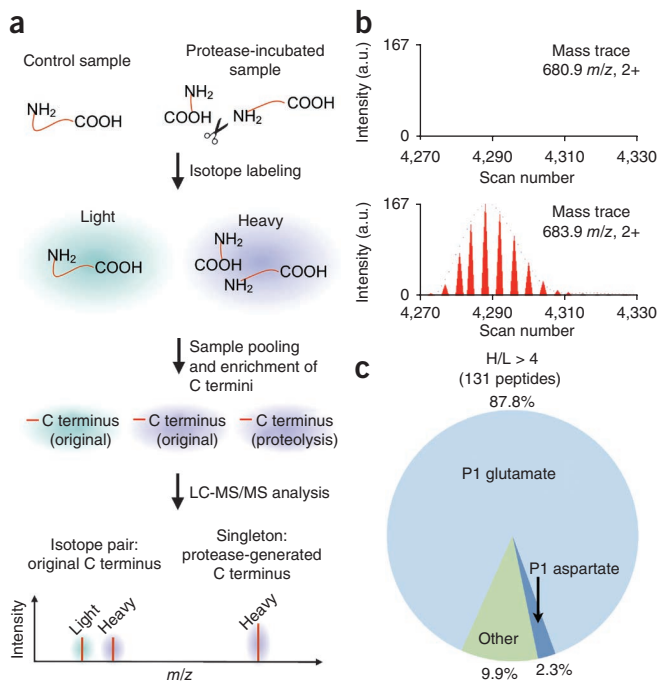 a
Control sample
Protease-incubated
sample
NH2
COOH
NH2
COOH
NH2
COOH
Isotope labeling
Light
Heavy
NH2
COOH
NH2
COOH
NH2
COOH
Sample pooling
and enrichment of
C termini
C terminus
(original)
C terminus
(original)
C terminus
(proteolysis)
LC-MS/MS analysis
Isotope pair:
original C terminus
Singleton:
protease-generated
C terminus
Intensity
Light
Heavy
Heavy
m/z
b
Intensity (a.u.)
167
0
Mass trace
680.9 m/z, 2+
4,270 4,290 4,310 4,330
Scan number
Intensity (a.u.)
167
0
Mass trace
683.9 m/z, 2+
4,270 4,290 4,310 4,330
Scan number
c
H/L > 4
(131 peptides)
87.8%
P1 glutamate
P1 aspartate
Other
9.9%
2.3%